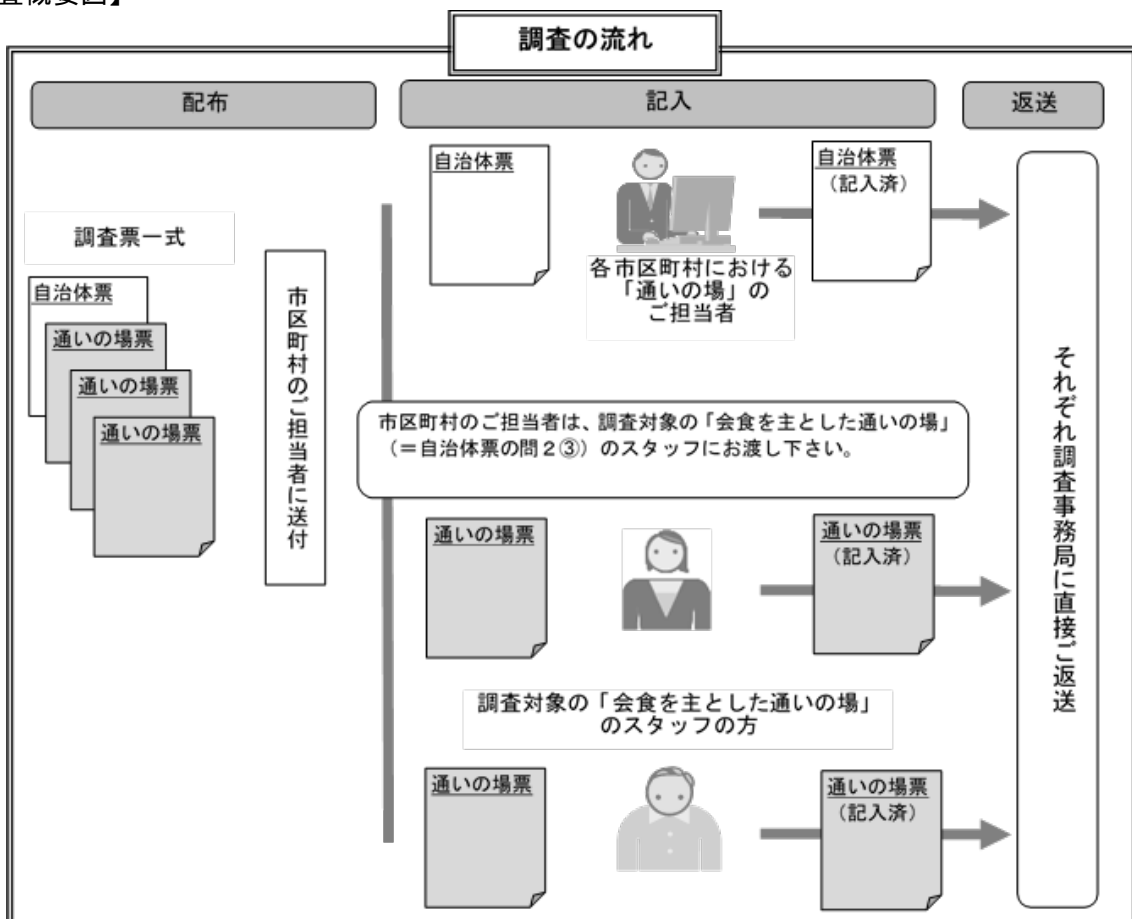 査概要図】
調査の流れ
配布
記入
返送
調査票一式
自治体票
通いの場票
通いの場票
通いの場票
市区町村のご担当者に送付
自治体票
各市区町村における
「通いの場」の
ご担当者
自治体票
（記入済）
市区町村のご担当者は、調査対象の「会食を主とした通いの場」
（＝自治体票の問２③）のスタッフにお渡し下さい。
通いの場票
通いの場票
（記入済）
調査対象の「会食を主とした通いの場」
のスタッフの方
通いの場票
通いの場票
（記入済）
それぞれ調査事務局に直接ご返送